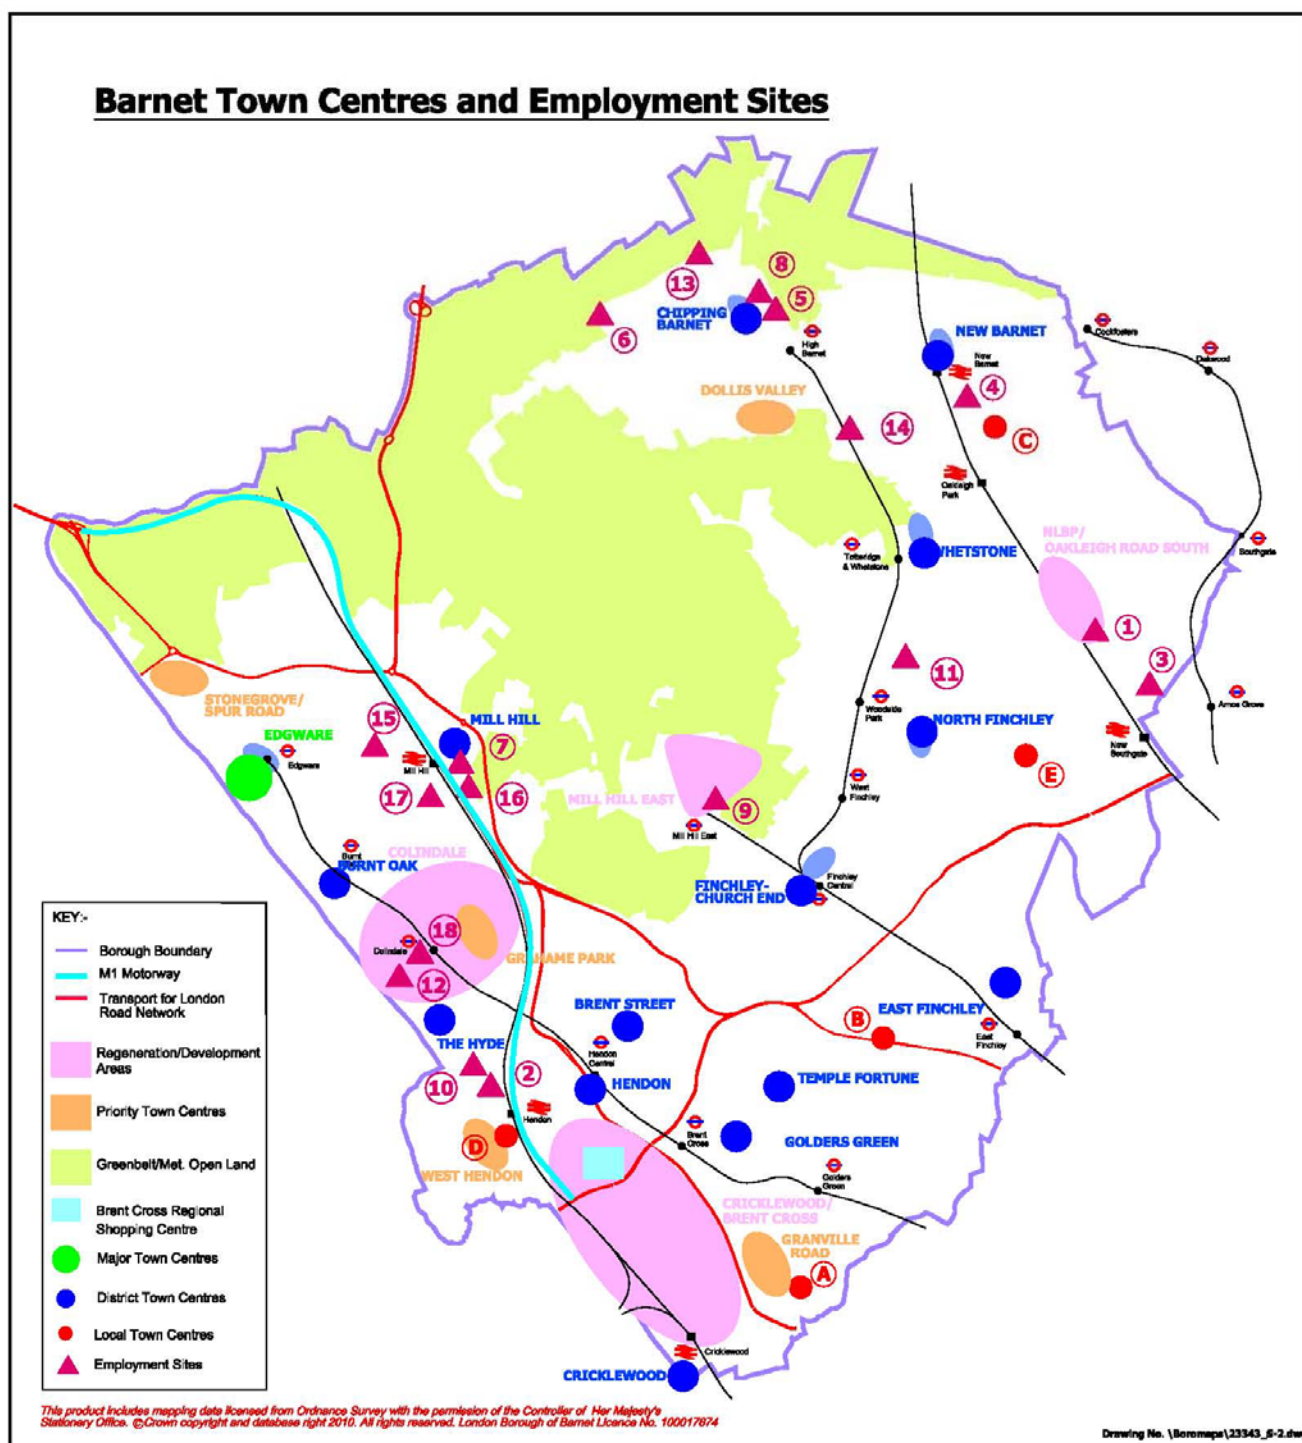 Barnet Town Centres and Employment Sites
13
8
5
6
CHIPPING
BARNET
High
Barnet
NEW BARNET
New
Barnet
Cockfosters
Oakwood
4
DOLLIS VALLEY
14
C
Oakleigh
Park
NLBP/
OAKLEIGH ROAD SOUTH
Southgate
WHETSTONE
Totteridge
& Whetstone
1
3
11
STONEGROVE/
SPUR ROAD
EDGWARE
Edgware
15
MILL HILL
7
Mill Hill
17
16
Woodside
Park
NORTH FINCHLEY
New
Southgate
Arnos Grove
E
MILL HILL EAST
9
Mill Hill East
West
Finchley
COLINDALE
Burnt
BURNT OAK
FINCHLEY-
CHURCH END
Finchley
Central
18
Colindale
12
GRAHAME PARK
BRENT STREET
B
EAST FINCHLEY
East
Finchley
THE HYDE
10
2
Hendon
Central
HENDON
TEMPLE FORTUNE
Hendon
D
WEST HENDON
Brent
Cross
GOLDERS GREEN
Golders
Green
CRICKLEWOOD/
BRENT CROSS
GRANVILLE
ROAD
A
Cricklewood
CRICKLEWOOD
KEY:-
Borough Boundary
M1 Motorway
Transport for London
Road Network
Regeneration/Development
Areas
Priority Town Centres
Greenbelt/Met. Open Land
Brent Cross Regional
Shopping Centre
Major Town Centres
District Town Centres
Local Town Centres
Employment Sites
This product includes mapping data licensed from Ordnance Survey with the permission of the Controller of Her Majesty's
Stationery Office. ©Crown copyright and database right 2010. All rights reserved. London Borough of Barnet Licence No. 100017674
Drawing No. \Boromaps\23343_6-2.dw